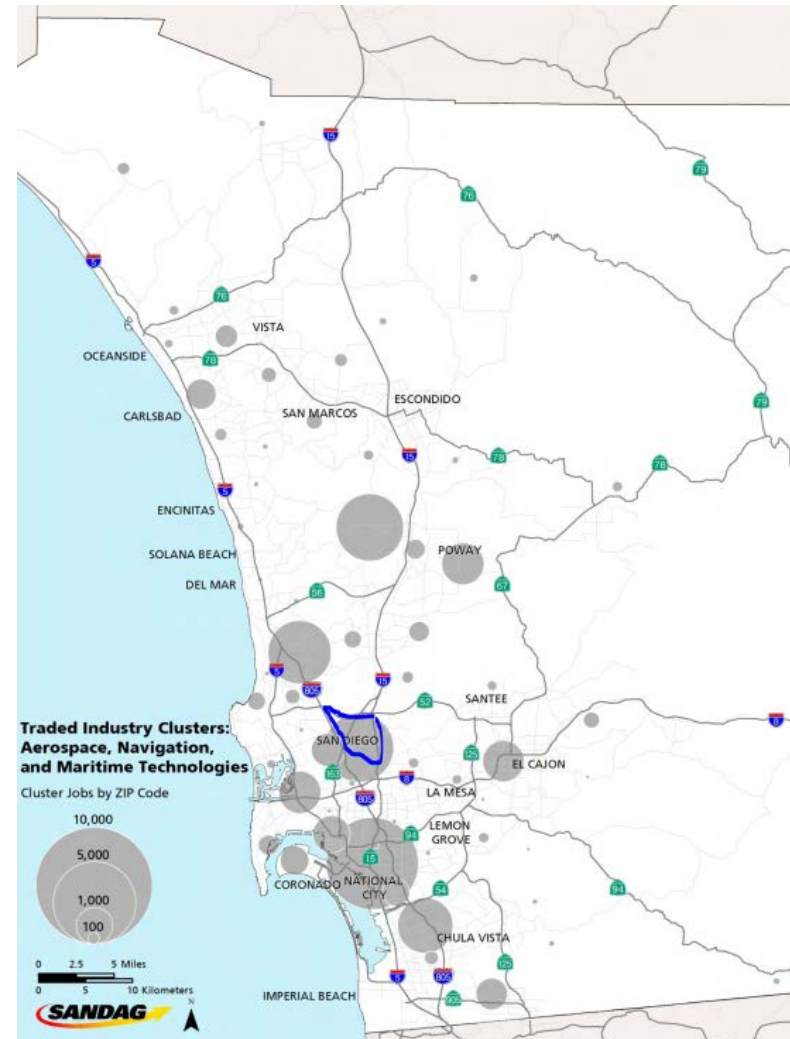 15
79
76
5
76
VISTA
OCEANSIDE
78
ESCONDIDO
79
SAN MARCOS
CARLSBAD
15
78
78
5
ENCINITAS
SOLANA BEACH
POWAY
DEL MAR
56
67
5
15
805
SANTEE
52
Traded Industry Clusters:
Aerospace, Navigation,
and Maritime Technologies
Cluster Jobs by ZIP Code
8
SAN DIEGO
125
EL CAJON
163
8
LA MESA
805
10,000
5,000
1,000
100
LEMON
GROVE
94
15
CORONADO
NATIONAL
CITY
54
94
CHULA VISTA
125
0 2.5 5 Miles
0 5 10 Kilometers
5
805
905
IMPERIAL BEACH
SANDAG
N